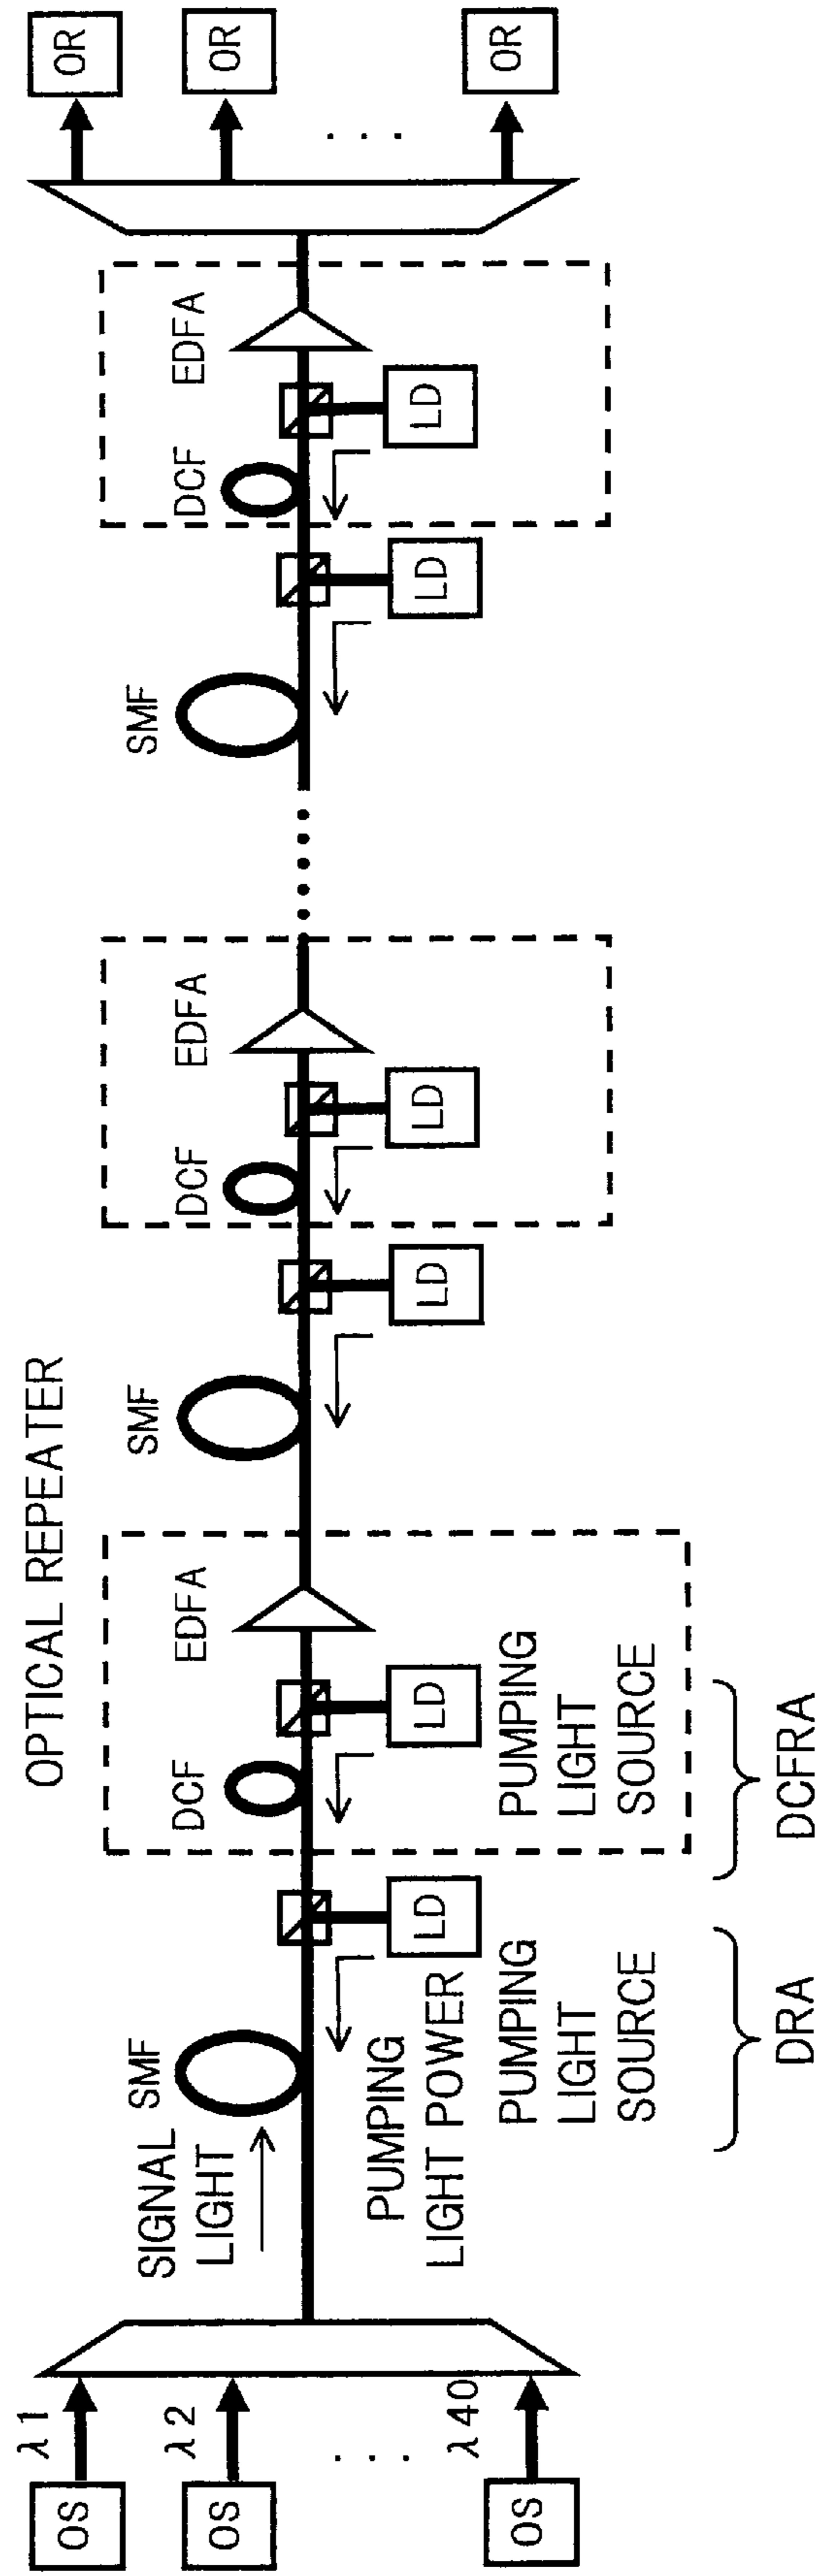 OPTICAL REPEATER
OS
λ1
OS
λ2
. . .
OS
λ40
SIGNAL
LIGHT
SMF
LD
PUMPING
LIGHT POWER
PUMPING
LIGHT
SOURCE
DRA
DCF
EDFA
LD
PUMPING
LIGHT
SOURCE
DCFRA
SMF
LD
DCF
EDFA
LD
SMF
LD
DCF
EDFA
LD
OR
OR
. . .
OR